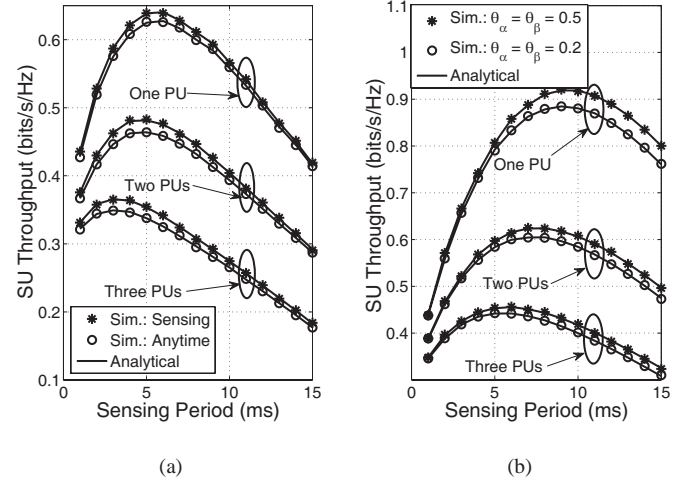 0.6
0.5
0.4
0.3
0.2
0.1
0
5
10
15
SU Throughput (bits/s/Hz)
Sensing Period (ms)
One PU
Two PUs
Three PUs
Sim.: Sensing
Sim.: Anytime
Analytical
(a)
1.1
1
0.9
0.8
0.7
0.6
0.5
0.4
0
5
10
15
SU Throughput (bits/s/Hz)
Sensing Period (ms)
Sim.: θα = θβ = 0.5
Sim.: θα = θβ = 0.2
Analytical
One PU
Two PUs
Three PUs
(b)